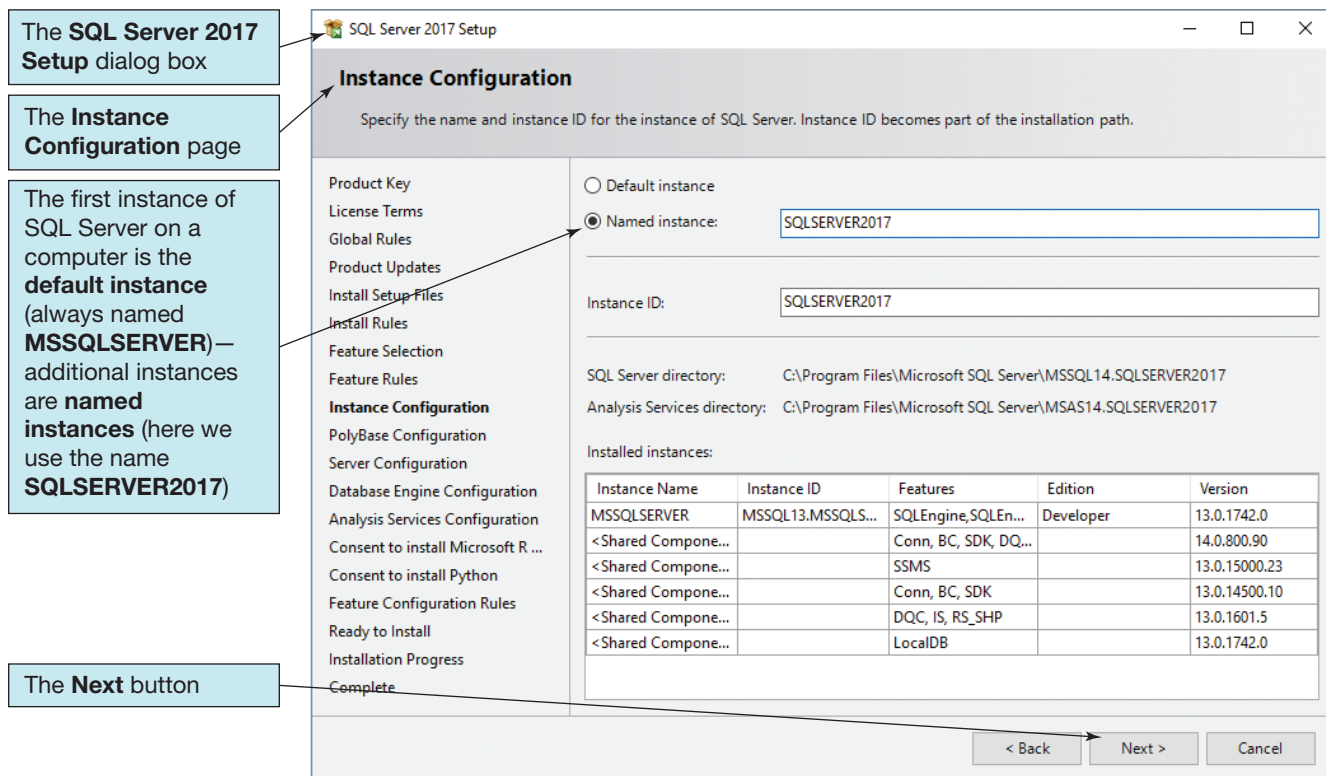 The SQL Server 2017
Setup dialog box
The Instance
Configuration page
The first instance of
SQL Server on a
computer is the
default instance
(always named
MSSQLSERVER)—
additional instances
are named
instances (here we
use the name
SQLSERVER2017)
The Next button
SQL Server 2017 Setup
Instance Configuration
Specify the name and instance ID for the instance of SQL Server. Instance ID becomes part of the installation path.
Product Key
License Terms
Global Rules
Product Updates
Install Setup Files
Install Rules
Feature Selection
Feature Rules
Instance Configuration
PolyBase Configuration
Server Configuration
Database Engine Configuration
Analysis Services Configuration
Consent to install Microsoft R ...
Consent to install Python
Feature Configuration Rules
Ready to Install
Installation Progress
Complete
Default instance
Named instance: SQLSERVER2017
Instance ID: SQLSERVER2017
SQL Server directory: C:\Program Files\Microsoft SQL Server\MSSQL14.SQLSERVER2017
Analysis Services directory: C:\Program Files\Microsoft SQL Server\MSAS14.SQLSERVER2017
Installed instances:
Instance Name Instance ID Features Edition Version
MSSQLSERVER MSSQL13.MSSQLS... SQLEngine,SQLEn... Developer 13.0.1742.0
<Shared Compone... Conn, BC, SDK, DQ... 14.0.800.90
<Shared Compone... SSMS 13.0.15000.23
<Shared Compone... Conn, BC, SDK 13.0.14500.10
<Shared Compone... DQC, IS, RS_SHP 13.0.1601.5
<Shared Compone... LocalDB 13.0.1742.0
< Back Next > Cancel